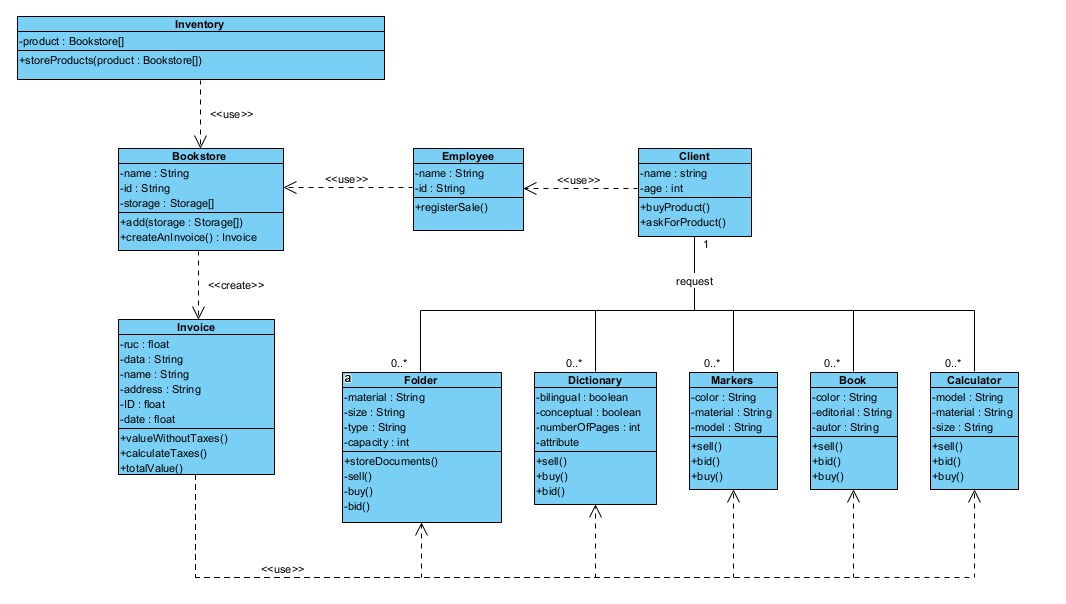 Inventory
-product : Bookstore[]
+storeProducts(product : Bookstore[])
<<use>>
Bookstore
-name : String
-id : String
-storage : Storage[]
+add(storage : Storage[])
+createAnInvoice() : Invoice
<<use>>
Employee
-name : String
-id : String
+registerSale()
<<use>>
Client
-name : string
-age : int
+buyProduct()
+askForProduct()
1
request
<<create>>
Invoice
-ruc : float
-data : String
-name : String
-address : String
-ID : float
-date : float
+valueWithoutTaxes()
+calculateTaxes()
+totalValue()
0..*
a
Folder
-material : String
-size : String
-type : String
-capacity : int
+storeDocuments()
-sell()
-buy()
-bid()
0..*
Dictionary
-bilingual : boolean
-conceptual : boolean
-numberOfPages : int
-attribute
+sell()
+buy()
+bid()
0..*
Markers
-color : String
-material : String
-model : String
+sell()
+bid()
+buy()
0..*
Book
-color : String
-editorial : String
-autor : String
+sell()
+bid()
+buy()
0..*
Calculator
-model : String
-material : String
-size : String
+sell()
+bid()
+buy()
<<use>>